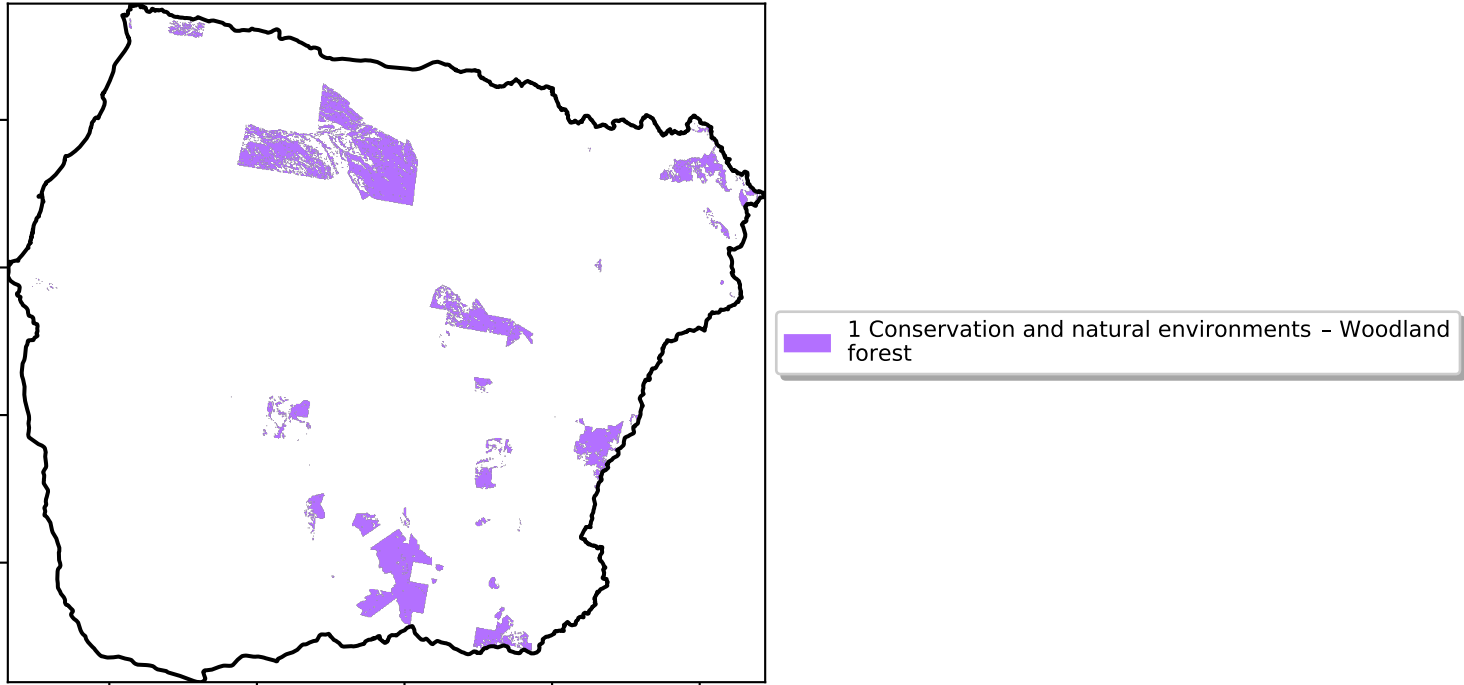 1 Conservation and natural environments – Woodland
forest